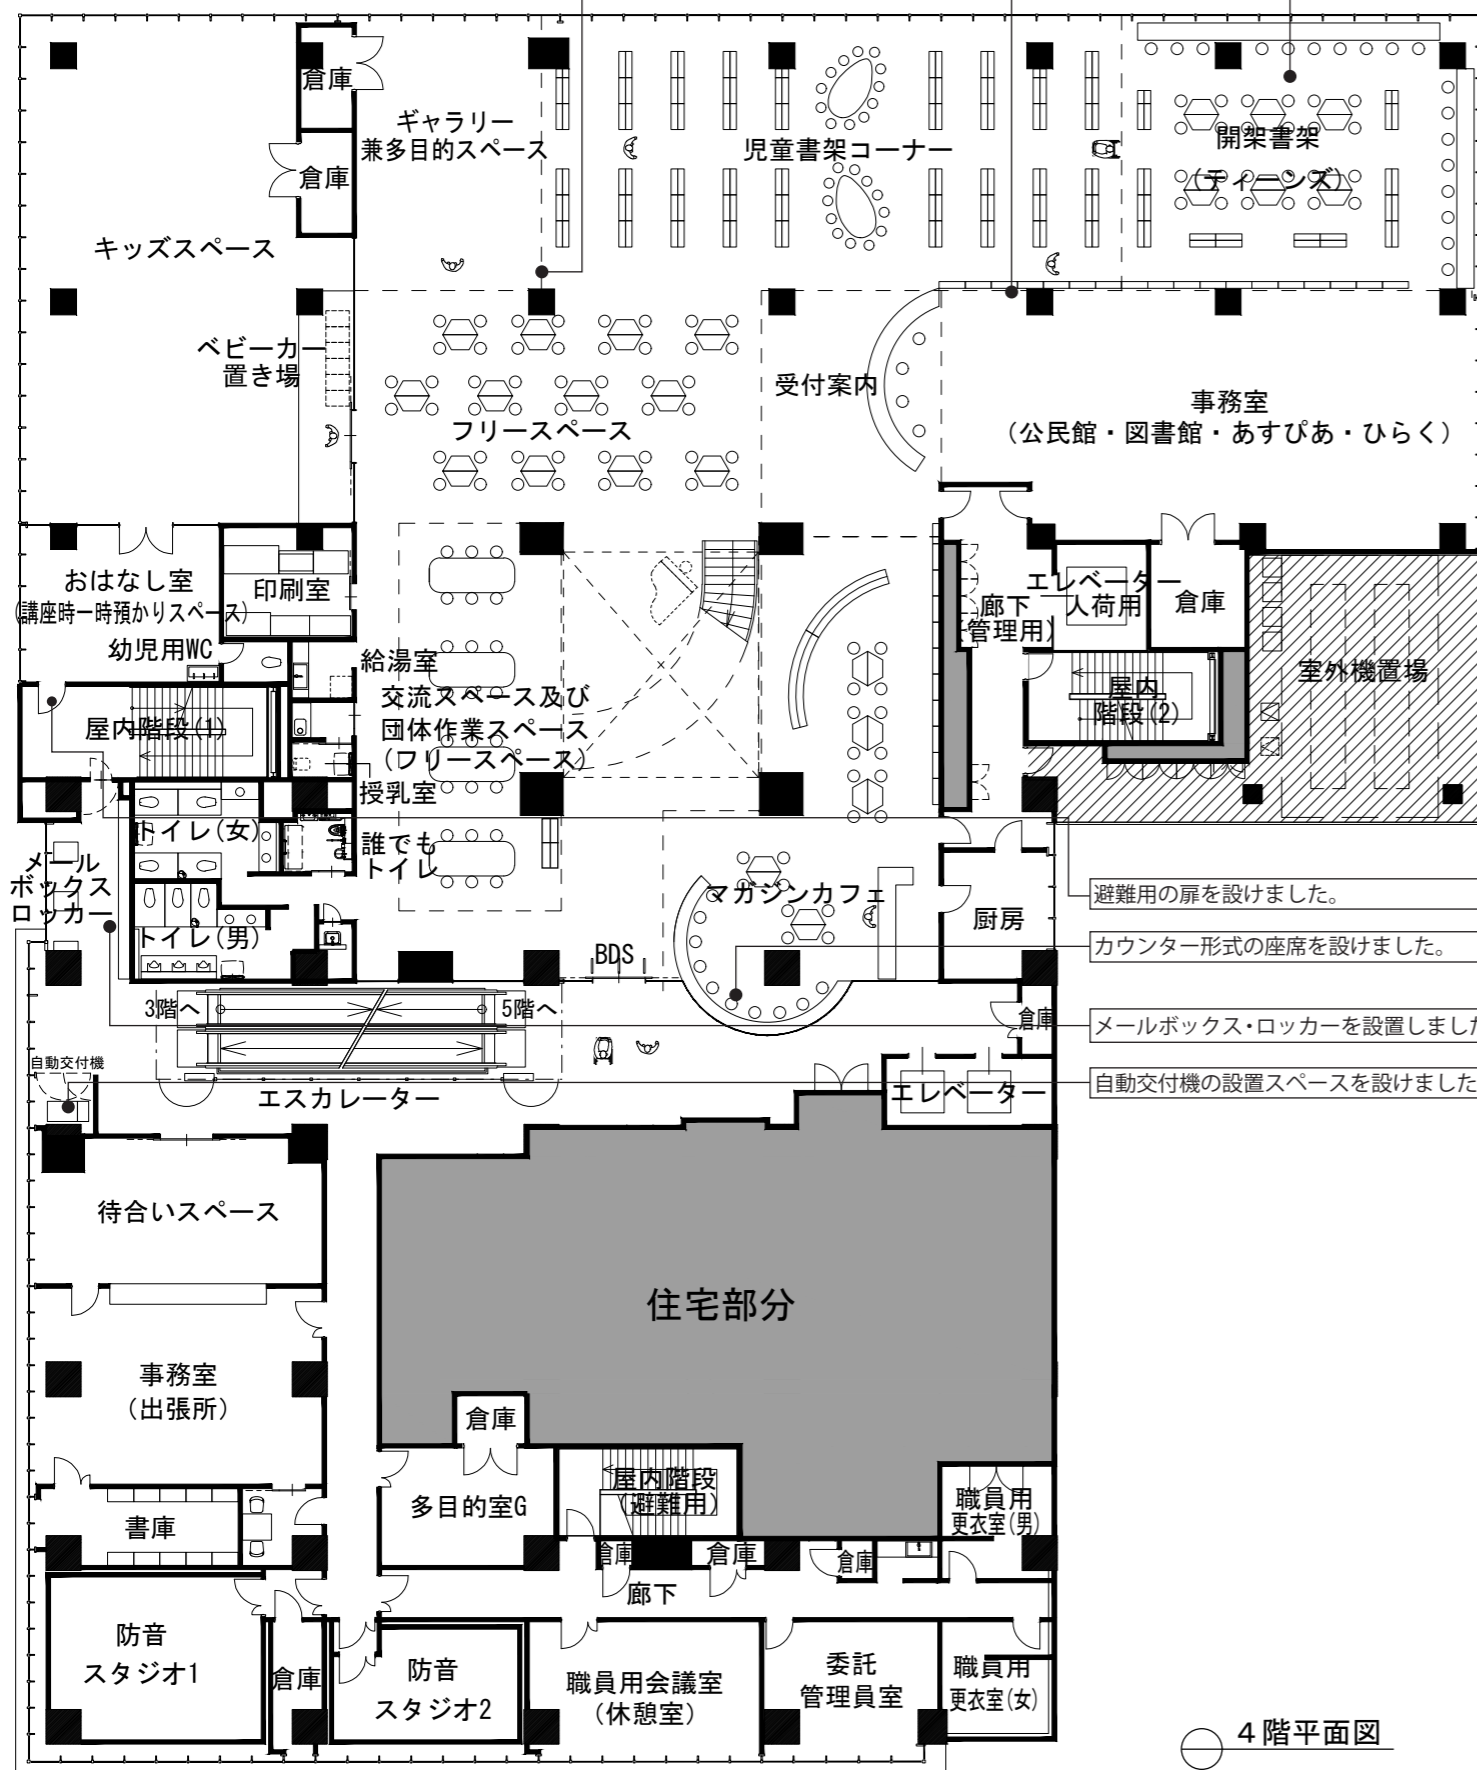 倉庫
ギャラリー
兼多目的スペース
児童書架コーナー
開架書架
(ティーンズ)
倉庫
キッズスペース
ベビーカー
置き場
受付案内
事務室
(公民館・図書館・あすぴあ・ひらく)
フリースペース
おはなし室
(講座時一時預かりスペース)
印刷室
幼児用WC
給湯室
エレベーター
人荷用
廊下
(管理用)
倉庫
室外機置場
屋内
階段(2)
屋内階段(1)
交流スペース及び
団体作業スペース
(フリースペース)
授乳室
トイレ(女)
誰でも
トイレ
メール
ボックス
ロッカー
トイレ(男)
マガジンカフェ
厨房
BDS
避難用の扉を設けました。
カウンター形式の座席を設けました。
メールボックス・ロッカーを設置しました
自動交付機の設置スペースを設けました
3階へ
5階へ
倉庫
自動交付機
エスカレーター
エレベーター
待合いスペース
住宅部分
事務室
(出張所)
倉庫
多目的室G
屋内階段
(避難用)
職員用
更衣室(男)
書庫
倉庫
倉庫
倉庫
廊下
防音
スタジオ1
倉庫
防音
スタジオ2
職員用会議室
(休憩室)
委託
管理員室
職員用
更衣室(女)
4階平面図